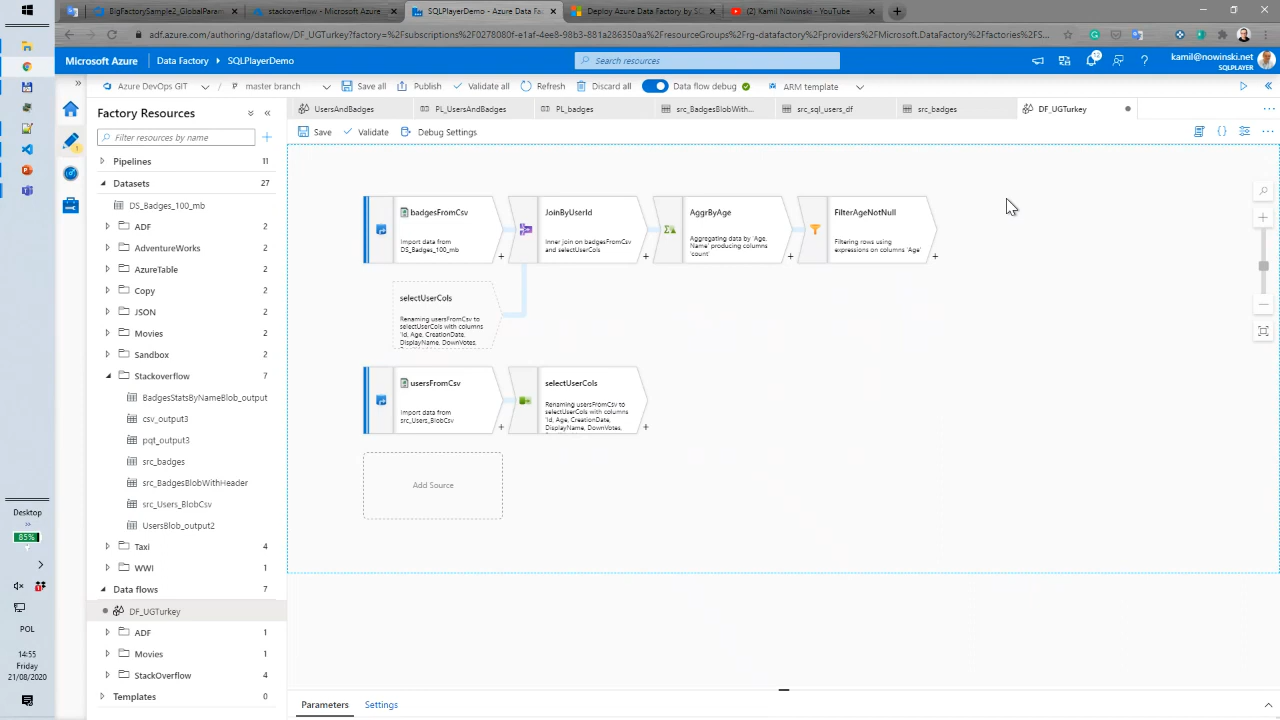 BigFactorySample2_GlobalParam
stackoverflow - Microsoft Azure
SQLPlayerDemo - Azure Data Fac
Deploy Azure Data Factory by SQ
(1) Kamil Nowinski - YouTube
adf.azure.com/authoring/dataflow/DF_UGTurkey?factory=%2Fsubscriptions%2F0278080f-e1af-4ee8-98b3-881a286350aa%2FresourceGroups%2Frg-datafactory%2Fproviders%2FMicrosoft.DataFactory%2Ffactories%2FS...
Microsoft Azure
Data Factory
SQLPlayerDemo
Search resources
12
kamil@nowinski.net
SQLPLAYER
Azure DevOps GIT
master branch
Save all
Publish
Validate all
Refresh
Discard all
Data flow debug
ARM template
Factory Resources
UsersAndBadges
PL_UsersAndBadges
PL_badges
src_BadgesBlobWith...
src_sql_users_df
src_badges
DF_UGTurkey
Filter resources by name
Save
Validate
Debug Settings
1
Pipelines 11
Datasets 27
DS_Badges_100_mb
ADF 2
AdventureWorks 2
AzureTable 2
Copy 2
JSON 2
Movies 2
Sandbox 2
Stackoverflow 7
BadgesStatsByNameBlob_output
csv_output3
pqt_output3
src_badges
src_BadgesBlobWithHeader
src_Users_BlobCsv
UsersBlob_output2
Taxi 4
WWI 1
Data flows 7
DF_UGTurkey
ADF 1
Movies 1
StackOverflow 4
Templates 0
badgesFromCsv
Import data from
DS_Badges_100_mb
JoinByUserId
Inner join on badgesFromCsv
and selectUserCols
AggrByAge
Aggregating data by 'Age,
Name' producing columns
'count'
FilterAgeNotNull
Filtering rows using
expressions on columns 'Age'
selectUserCols
Renaming usersFromCsv to
selectUserCols with columns
'Id, Age, CreationDate,
DisplayName, DownVotes,
usersFromCsv
Import data from
src_Users_BlobCsv
selectUserCols
Renaming usersFromCsv to
selectUserCols with columns
'Id, Age, CreationDate,
DisplayName, DownVotes,
Add Source
Parameters
Settings
Desktop
85%
POL
14:55
Friday
21/08/2020